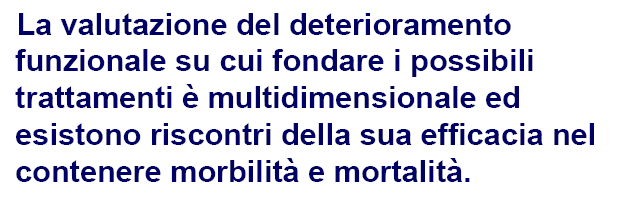 La valutazione del deterioramento
funzionale su cui fondare i possibili
trattamenti è multidimensionale ed
esistono riscontri della sua efficacia nel
contenere morbilità e mortalità.